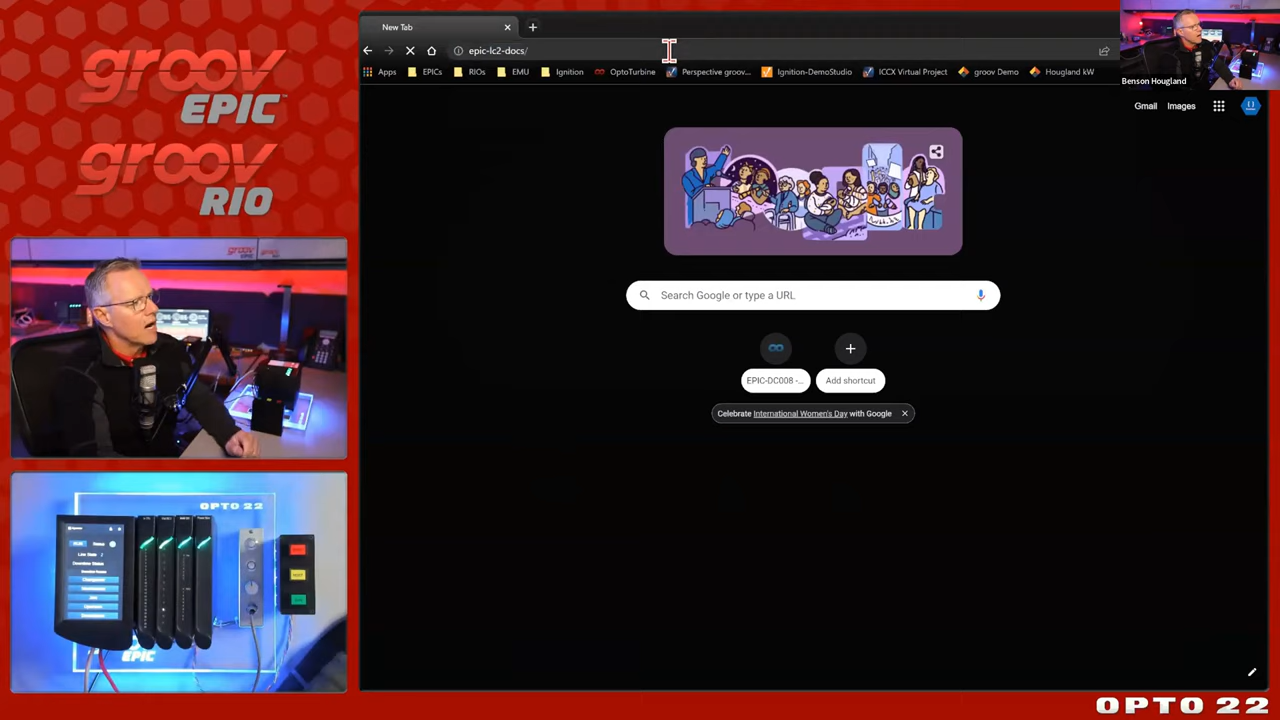 groov
EPIC™
groov
RIO
New Tab
epic-lc2-docs/
Apps
EPICs
RIOs
EMU
Ignition
OptoTurbine
Perspective groov...
Ignition-DemoStudio
ICCX Virtual Project
groov Demo
Hougland kW
Benson Hougland
Gmail
Images
Search Google or type a URL
EPIC-DC008 -...
Add shortcut
Celebrate International Women's Day with Google
OPTO 22
EPIC
OPTO 22